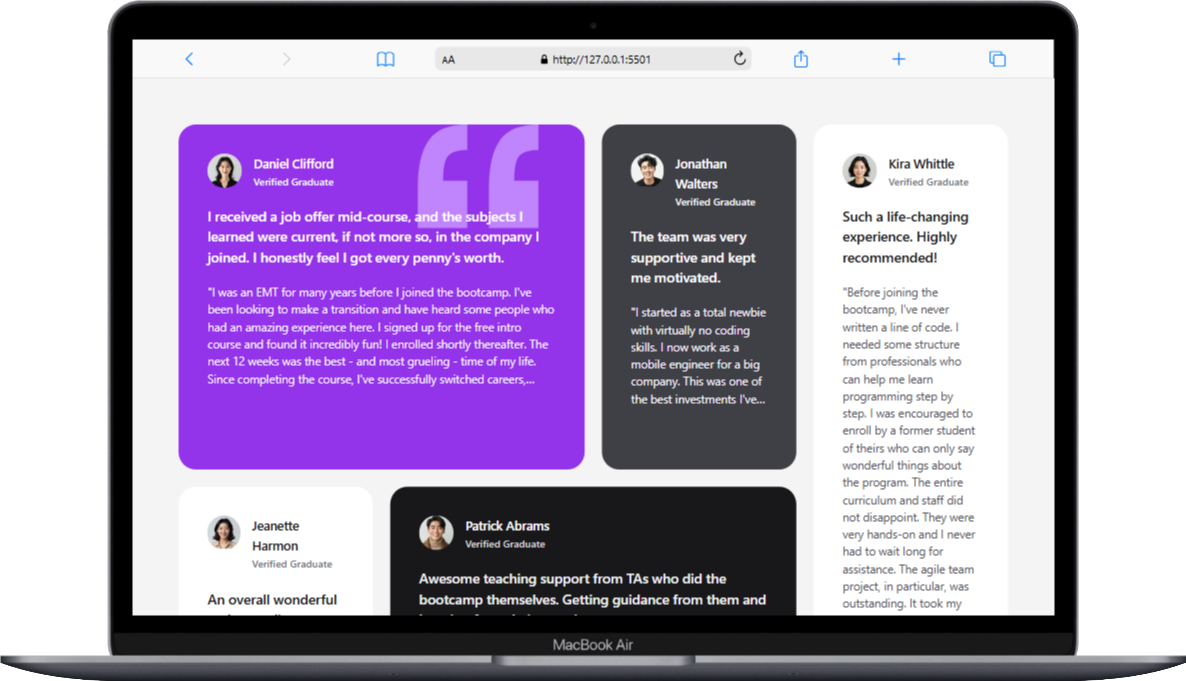 AA
http://127.0.0.1:5501
Daniel Clifford
Verified Graduate
I received a job offer mid-course, and the subjects I
learned were current, if not more so, in the company I
joined. I honestly feel I got every penny's worth.
"I was an EMT for many years before I joined the bootcamp. I've
been looking to make a transition and have heard some people who
had an amazing experience here. I signed up for the free intro
course and found it incredibly fun! I enrolled shortly thereafter. The
next 12 weeks was the best - and most grueling - time of my life.
Since completing the course, I've successfully switched careers,...
Jonathan
Walters
Verified Graduate
The team was very
supportive and kept
me motivated.
"I started as a total newbie
with virtually no coding
skills. I now work as a
mobile engineer for a big
company. This was one of
the best investments I've...
Kira Whittle
Verified Graduate
Such a life-changing
experience. Highly
recommended!
"Before joining the
bootcamp, I've never
written a line of code. I
needed some structure
from professionals who
can help me learn
programming step by
step. I was encouraged to
enroll by a former student
of theirs who can only say
wonderful things about
the program. The entire
curriculum and staff did
not disappoint. They were
very hands-on and I never
had to wait long for
assistance. The agile team
project, in particular, was
outstanding. It took my
Jeanette
Harmon
Verified Graduate
An overall wonderful
Patrick Abrams
Verified Graduate
Awesome teaching support from TAs who did the
bootcamp themselves. Getting guidance from them and
MacBook Air